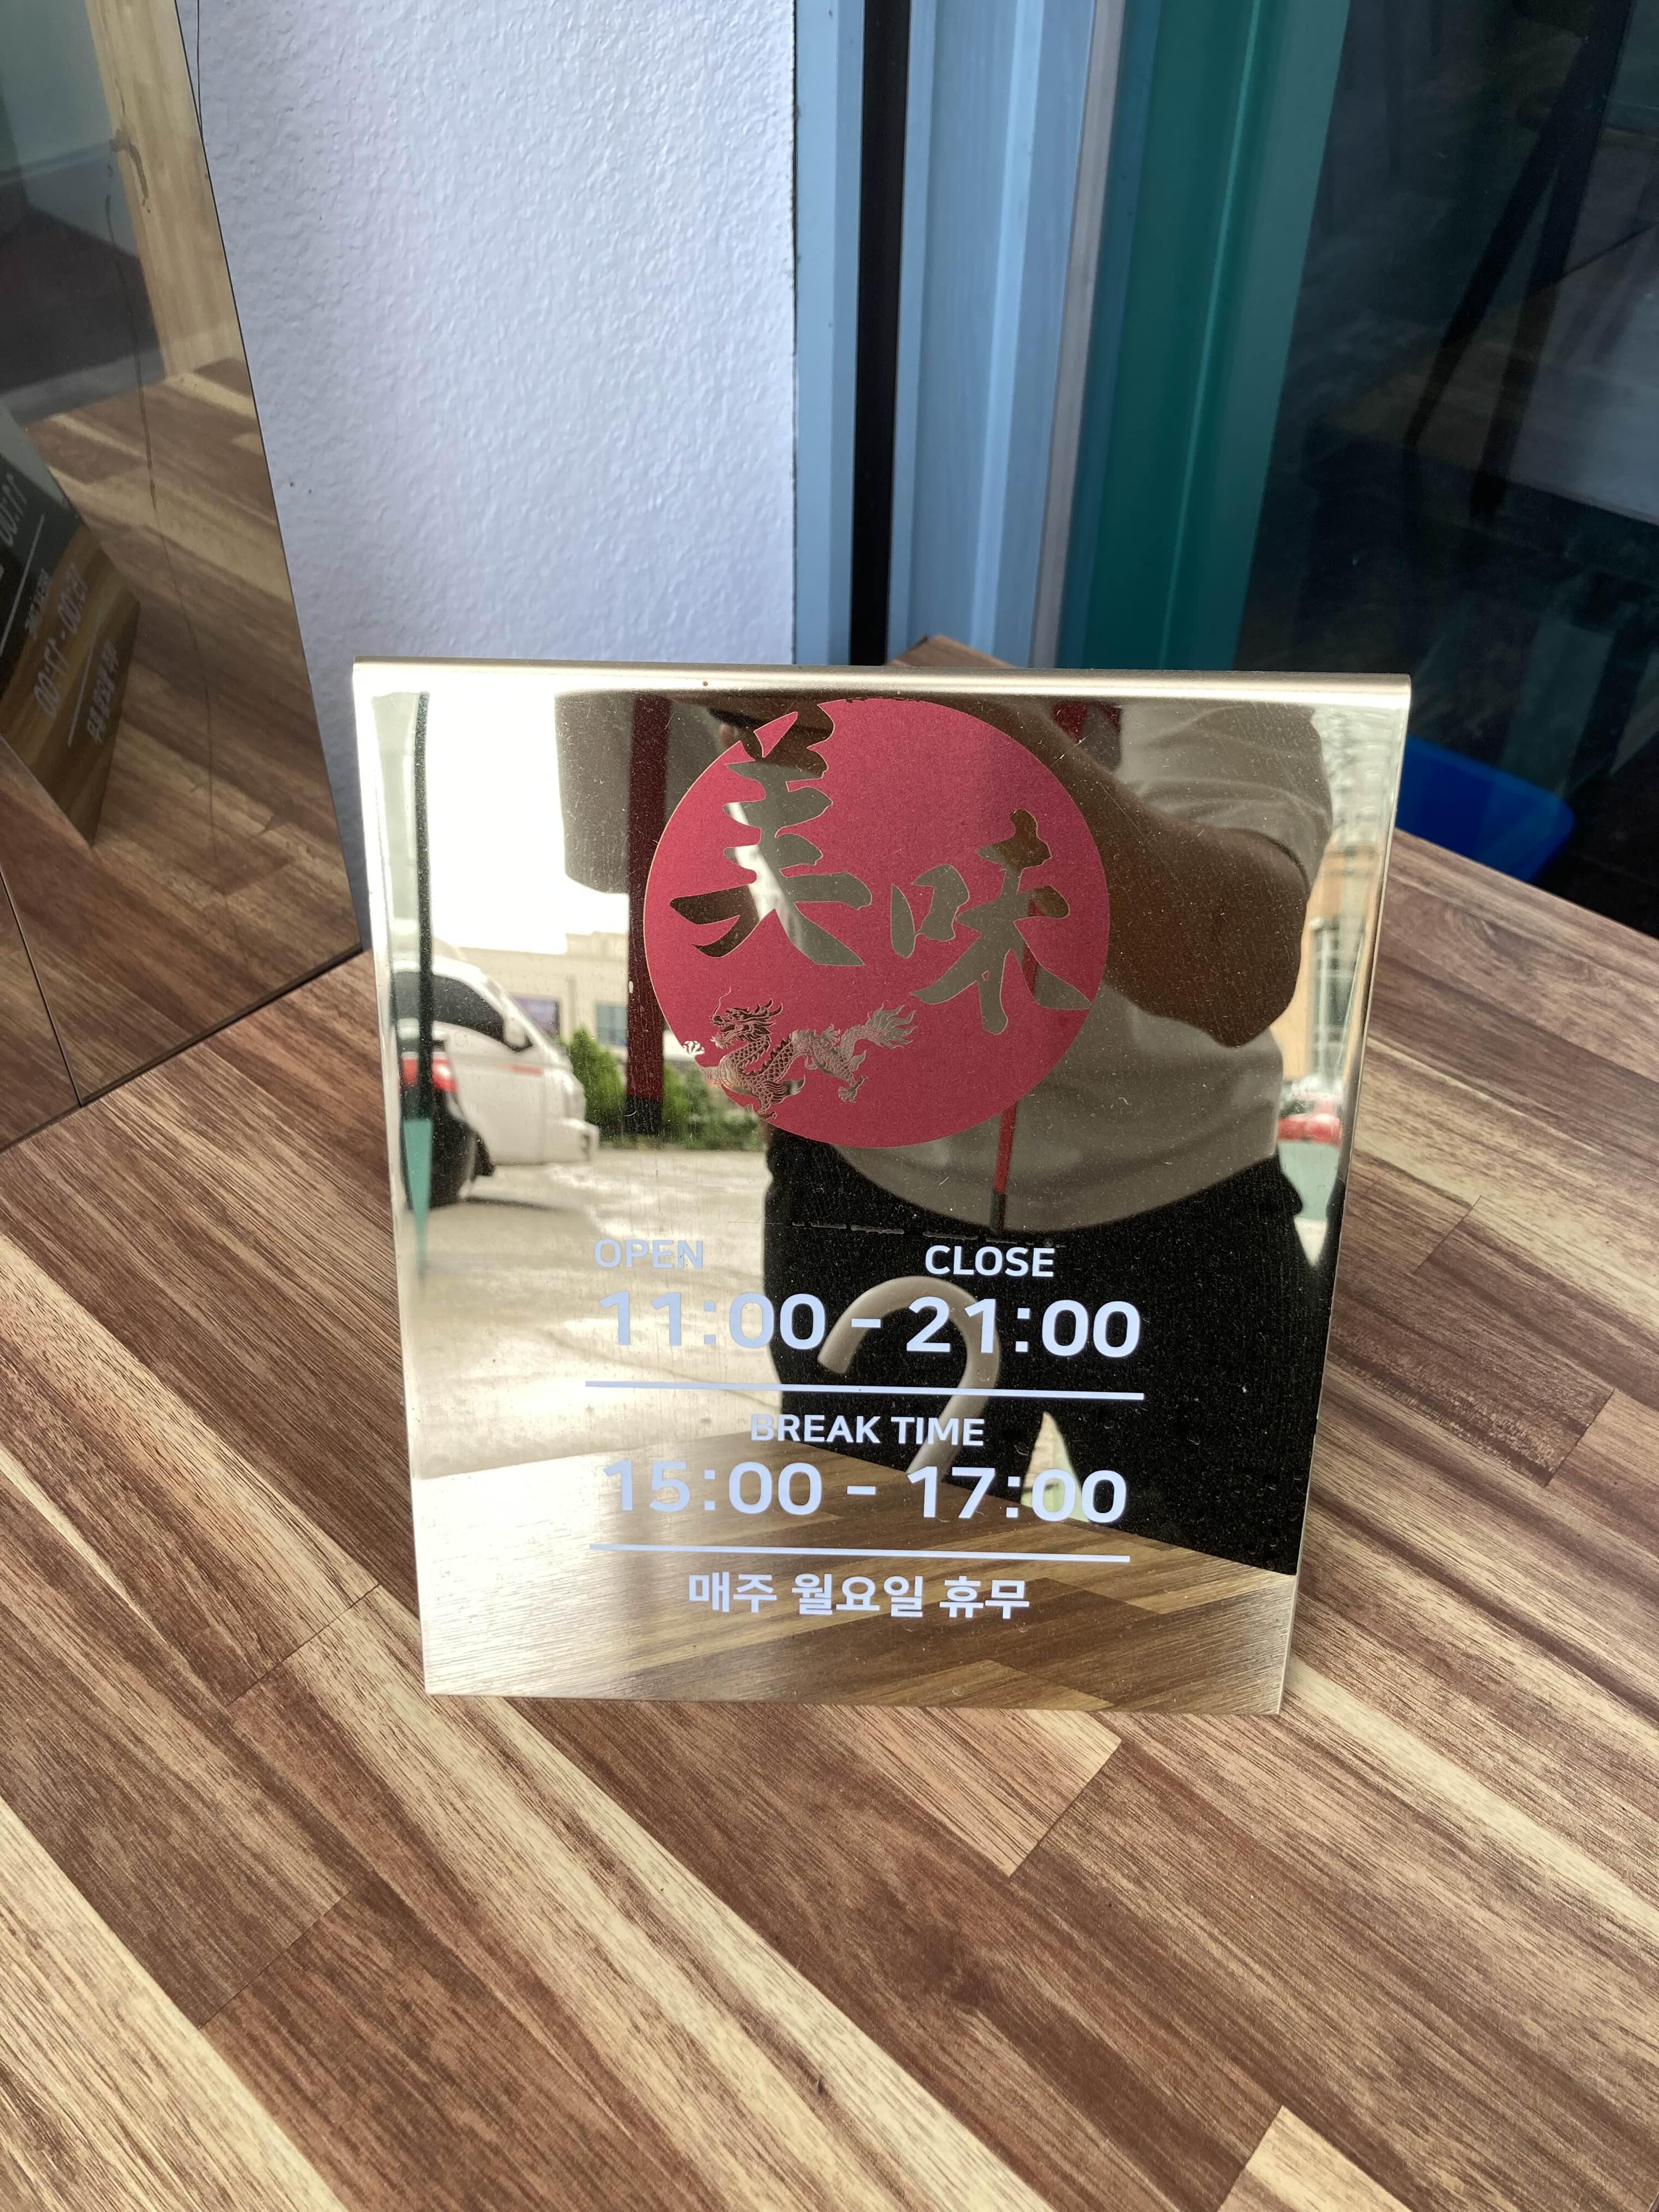 美味
OPEN CLOSE
11:00 - 21:00
BREAK TIME
15:00 - 17:00
매주 월요일 휴무